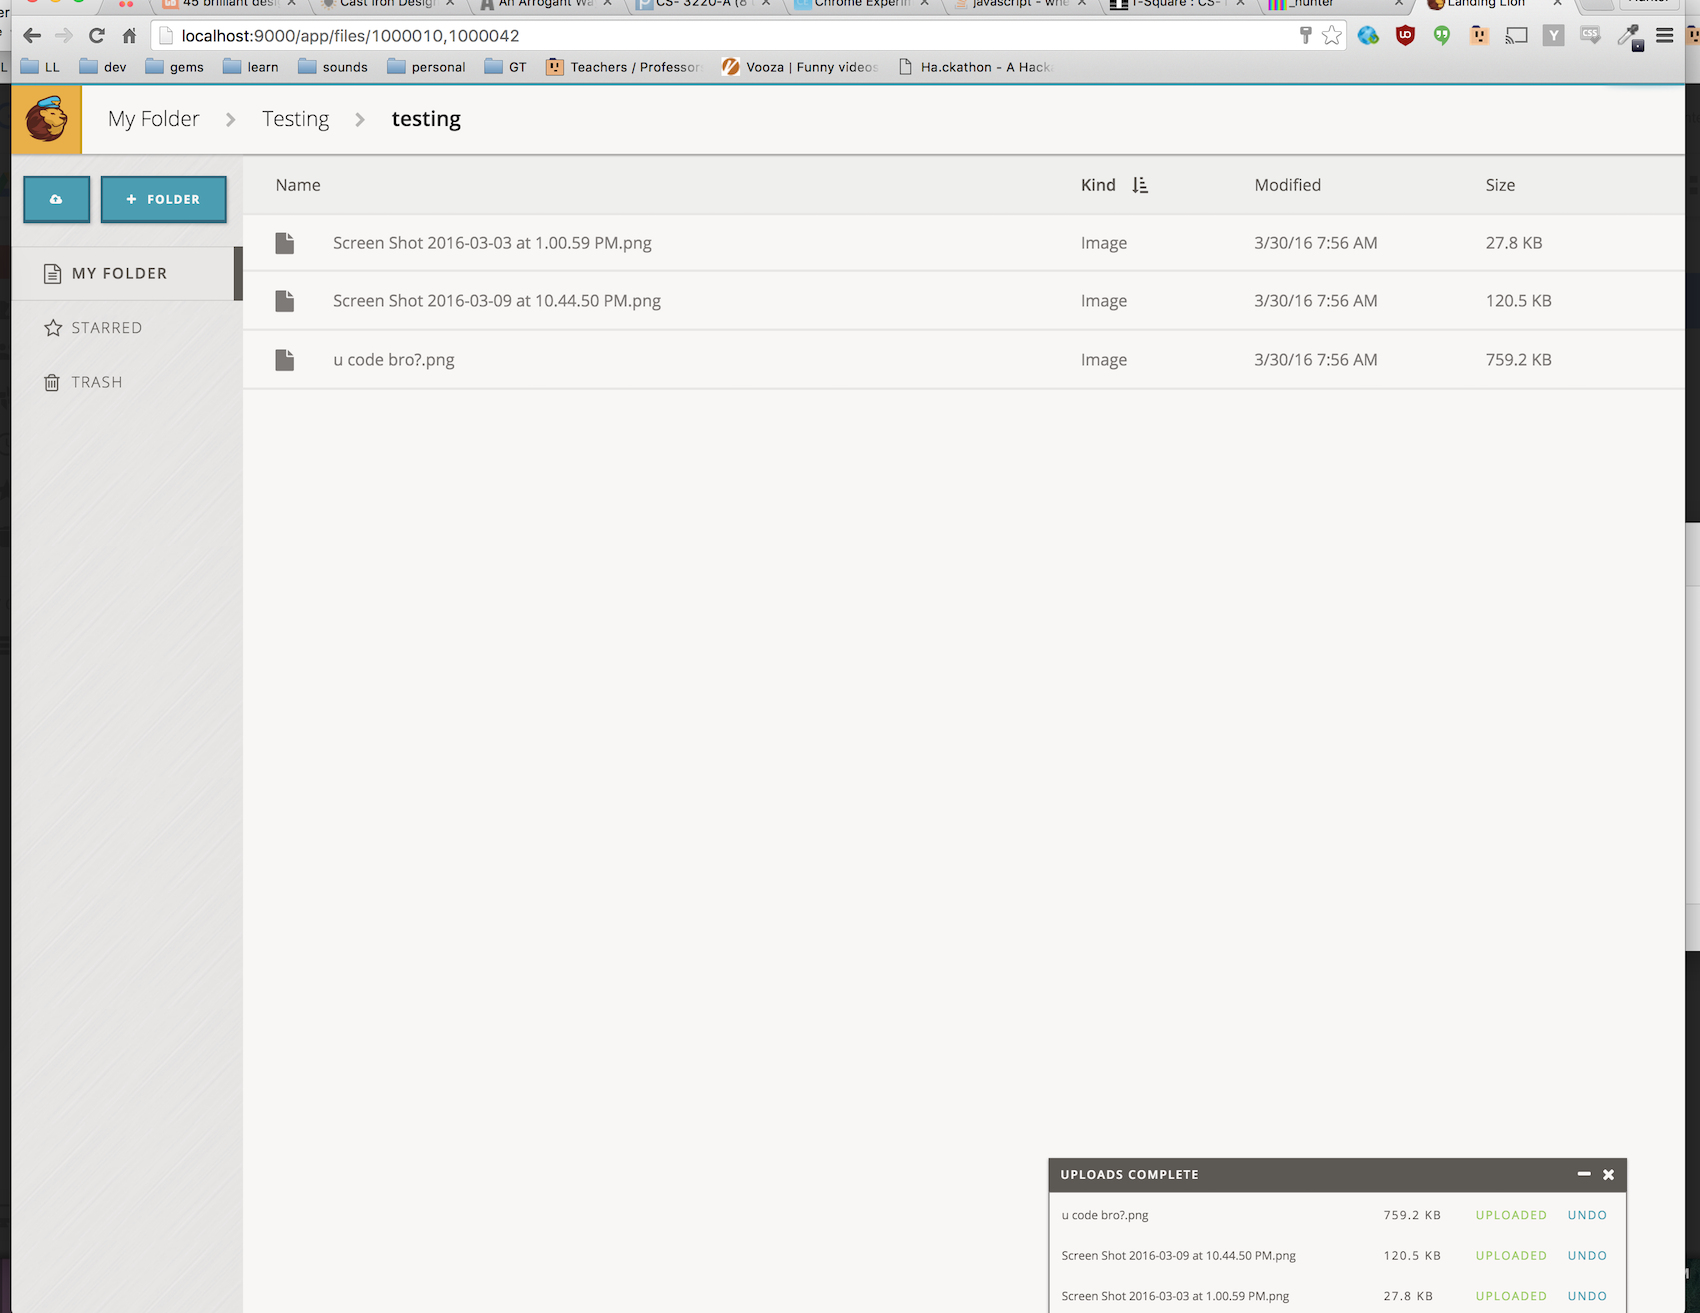 45 brilliant des
Cast Iron Design
An Arrogant Wa
CS- 3220-A (8
Chrome Experim
javascript - whe
T-Square : CS-
_hunter
Landing Lion
localhost:9000/app/files/1000010,1000042
LL
dev
gems
learn
sounds
personal
GT
Teachers / Professor
Vooza | Funny videos
Ha.ckathon - A Hack
My Folder
Testing
testing
+ FOLDER
MY FOLDER
STARRED
TRASH
Name Kind Modified Size
Screen Shot 2016-03-03 at 1.00.59 PM.png Image 3/30/16 7:56 AM 27.8 KB
Screen Shot 2016-03-09 at 10.44.50 PM.png Image 3/30/16 7:56 AM 120.5 KB
u code bro?.png Image 3/30/16 7:56 AM 759.2 KB
UPLOADS COMPLETE
u code bro?.png 759.2 KB UPLOADED UNDO
Screen Shot 2016-03-09 at 10.44.50 PM.png 120.5 KB UPLOADED UNDO
Screen Shot 2016-03-03 at 1.00.59 PM.png 27.8 KB UPLOADED UNDO